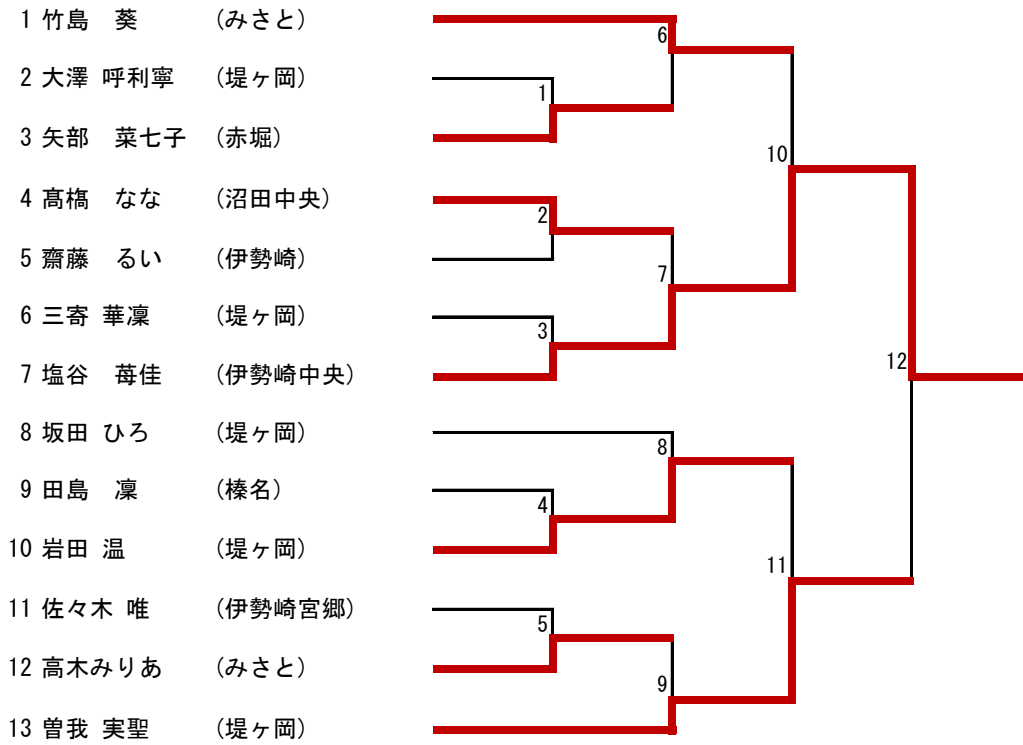 1 竹島　葵 (みさと)
6
2 大澤 呼利寧 (堤ヶ岡)
1
3 矢部　菜七子 (赤堀)
10
4 髙橋　なな (沼田中央)
2
5 齋藤　るい (伊勢崎)
7
6 三寄 華凜 (堤ヶ岡)
3
12
7 塩谷　苺佳 (伊勢崎中央)
8 坂田 ひろ (堤ヶ岡)
8
9 田島　凜 (榛名)
4
10 岩田 温 (堤ヶ岡)
11
11 佐々木 唯 (伊勢崎宮郷)
5
12 高木みりあ (みさと)
9
13 曽我 実聖 (堤ヶ岡)